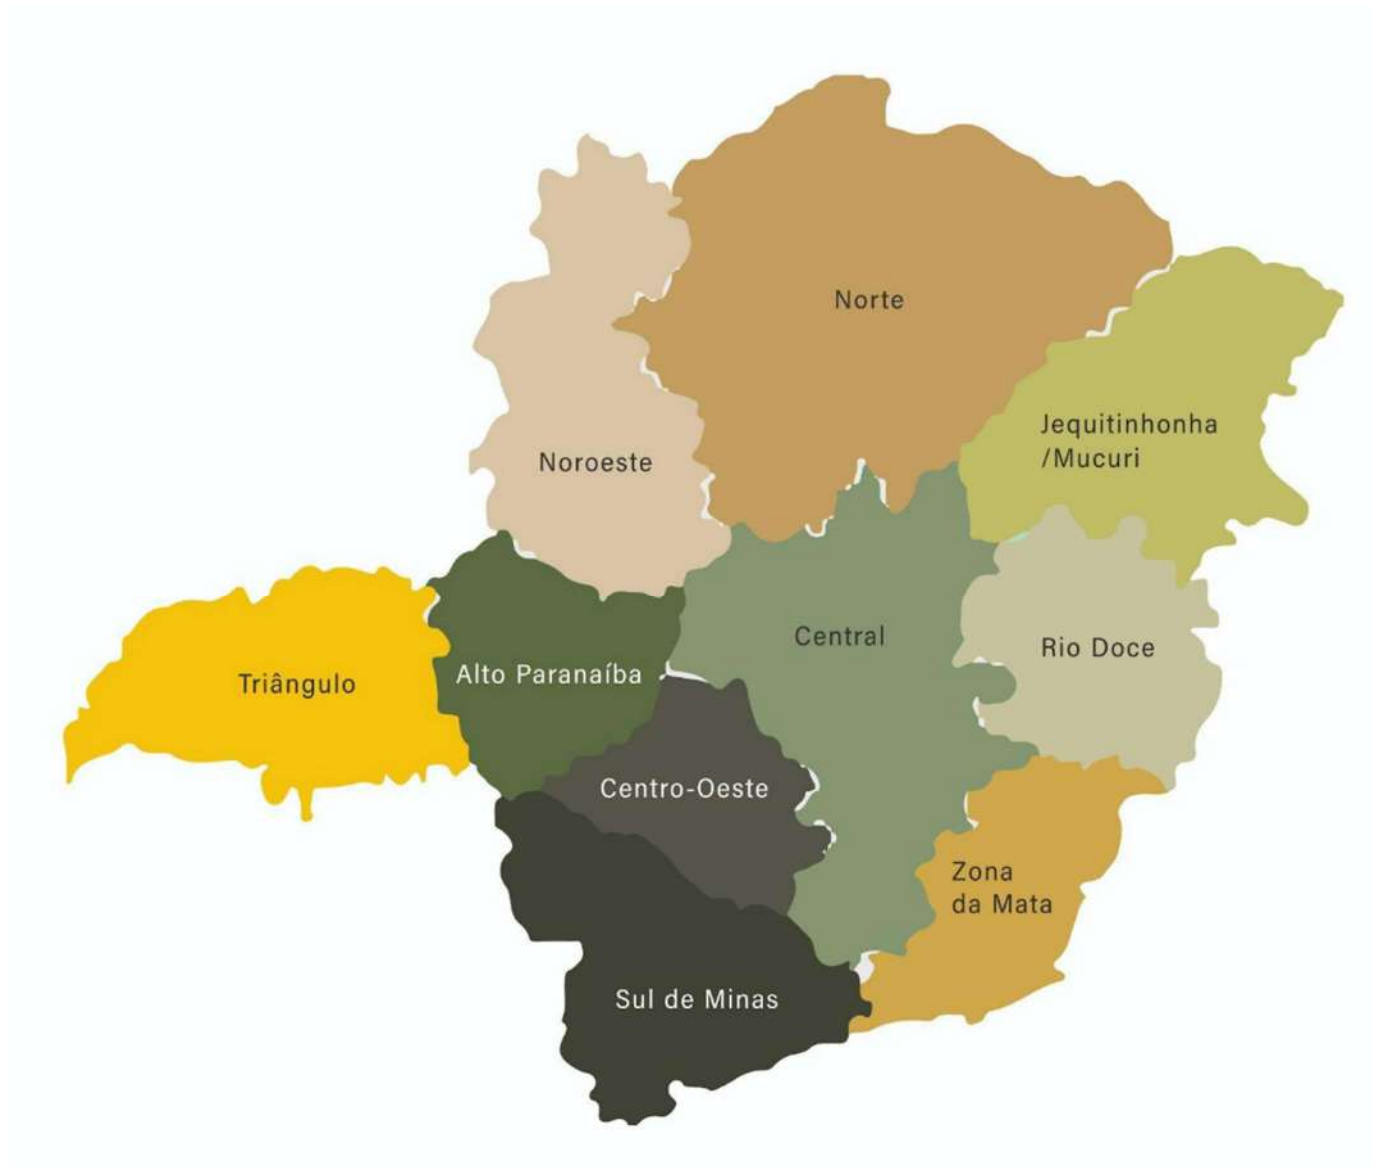 Norte
Jequitinhonha
/Mucuri
Noroeste
Central
Rio Doce
Alto Paranaíba
Triângulo
Centro-Oeste
Zona
da Mata
Sul de Minas